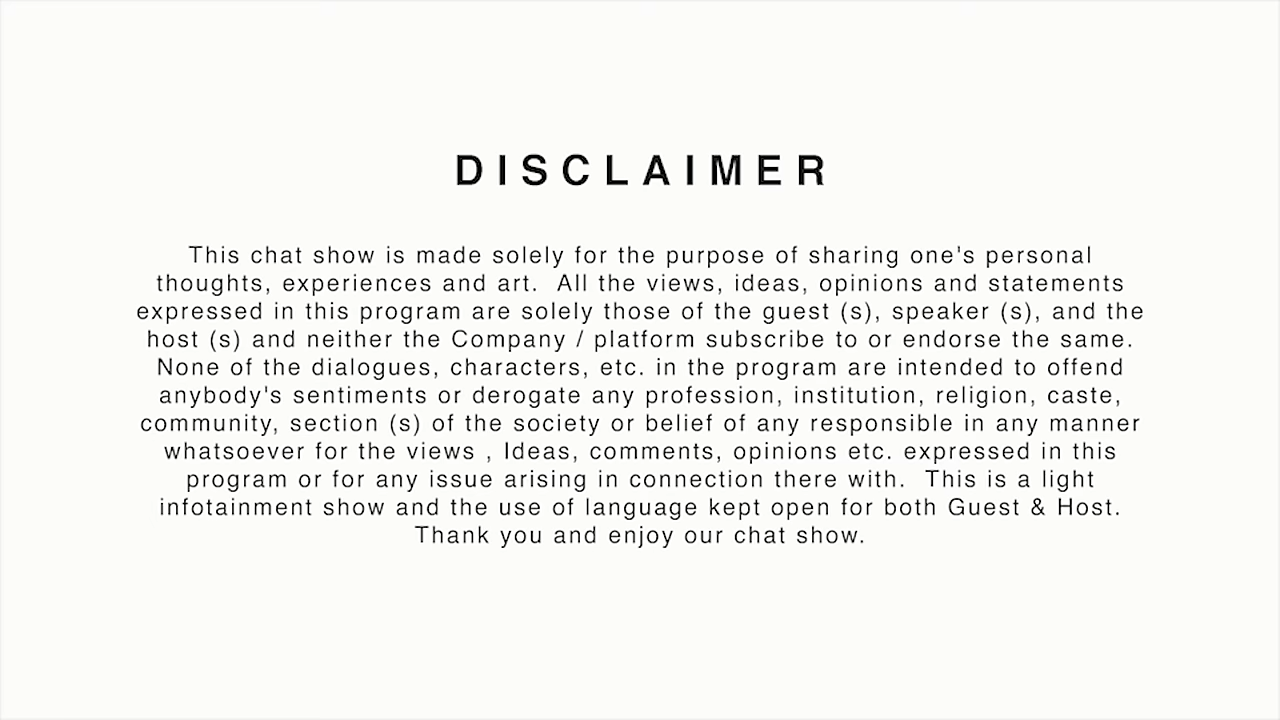 DISCLAIMER
This chat show is made solely for the purpose of sharing one's personal
thoughts, experiences and art.  All the views, ideas, opinions and statements
expressed in this program are solely those of the guest (s), speaker (s), and the
host (s) and neither the Company / platform subscribe to or endorse the same.
None of the dialogues, characters, etc. in the program are intended to offend
anybody's sentiments or derogate any profession, institution, religion, caste,
community, section (s) of the society or belief of any responsible in any manner
whatsoever for the views , Ideas, comments, opinions etc. expressed in this
program or for any issue arising in connection there with.  This is a light
infotainment show and the use of language kept open for both Guest & Host.
Thank you and enjoy our chat show.